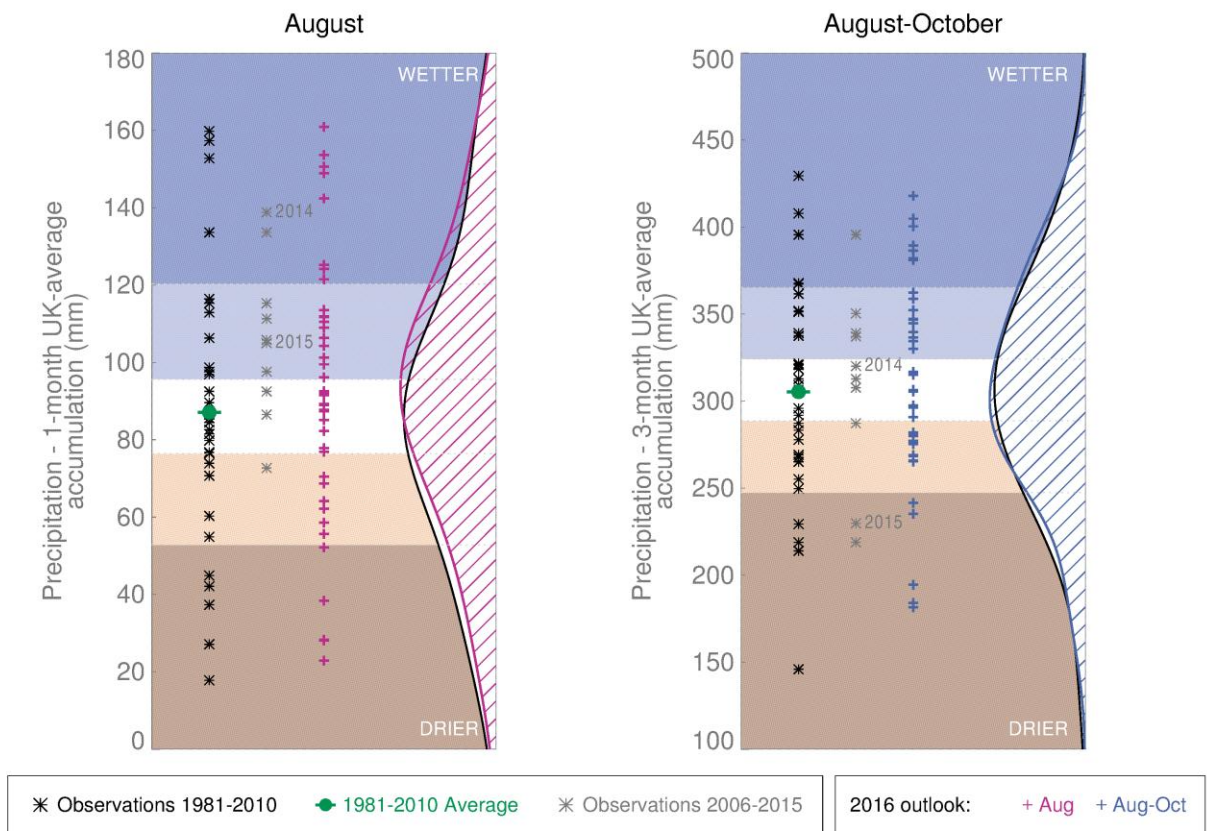 August
August-October
Precipitation - 1-month UK-average
accumulation (mm)
180
160
140
120
100
80
60
40
20
0
WETTER
2014
2015
DRIER
Precipitation - 3-month UK-average
accumulation (mm)
500
450
400
350
300
250
200
150
100
WETTER
2014
2015
DRIER
Observations 1981-2010
1981-2010 Average
Observations 2006-2015
2016 outlook:
+ Aug
+ Aug-Oct